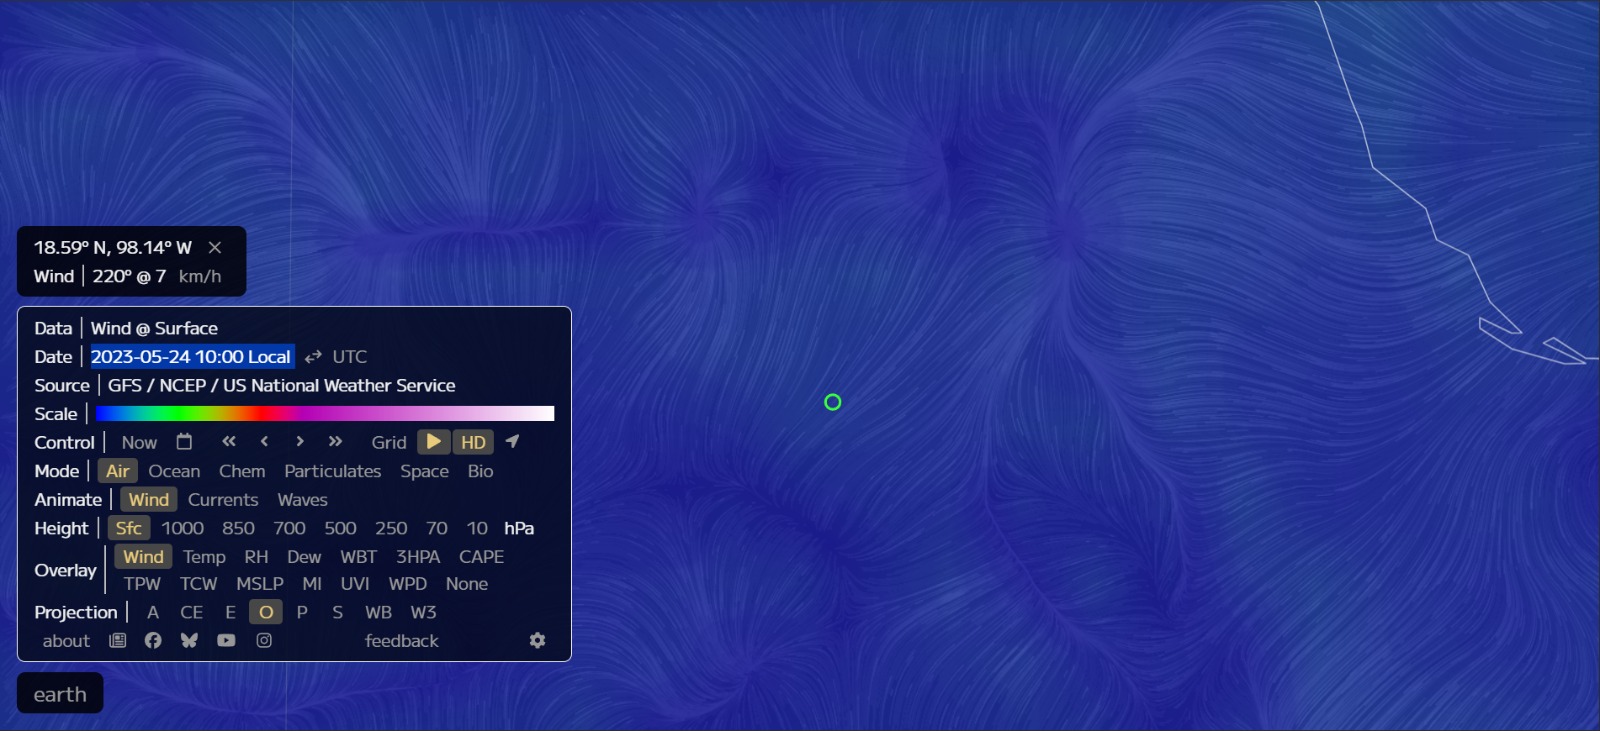 18.59° N, 98.14° W ×
Wind | 220° @ 7 km/h
Data | Wind @ Surface
Date | 2023-05-24 10:00 Local ⇄ UTC
Source | GFS / NCEP / US National Weather Service
Scale |
Control | Now « ‹ › » Grid HD
Mode | Air Ocean Chem Particulates Space Bio
Animate | Wind Currents Waves
Height | Sfc 1000 850 700 500 250 70 10 hPa
Overlay | Wind Temp RH Dew WBT 3HPA CAPE
TPW TCW MSLP MI UVI WPD None
Projection | A CE E O P S WB W3
about feedback
earth